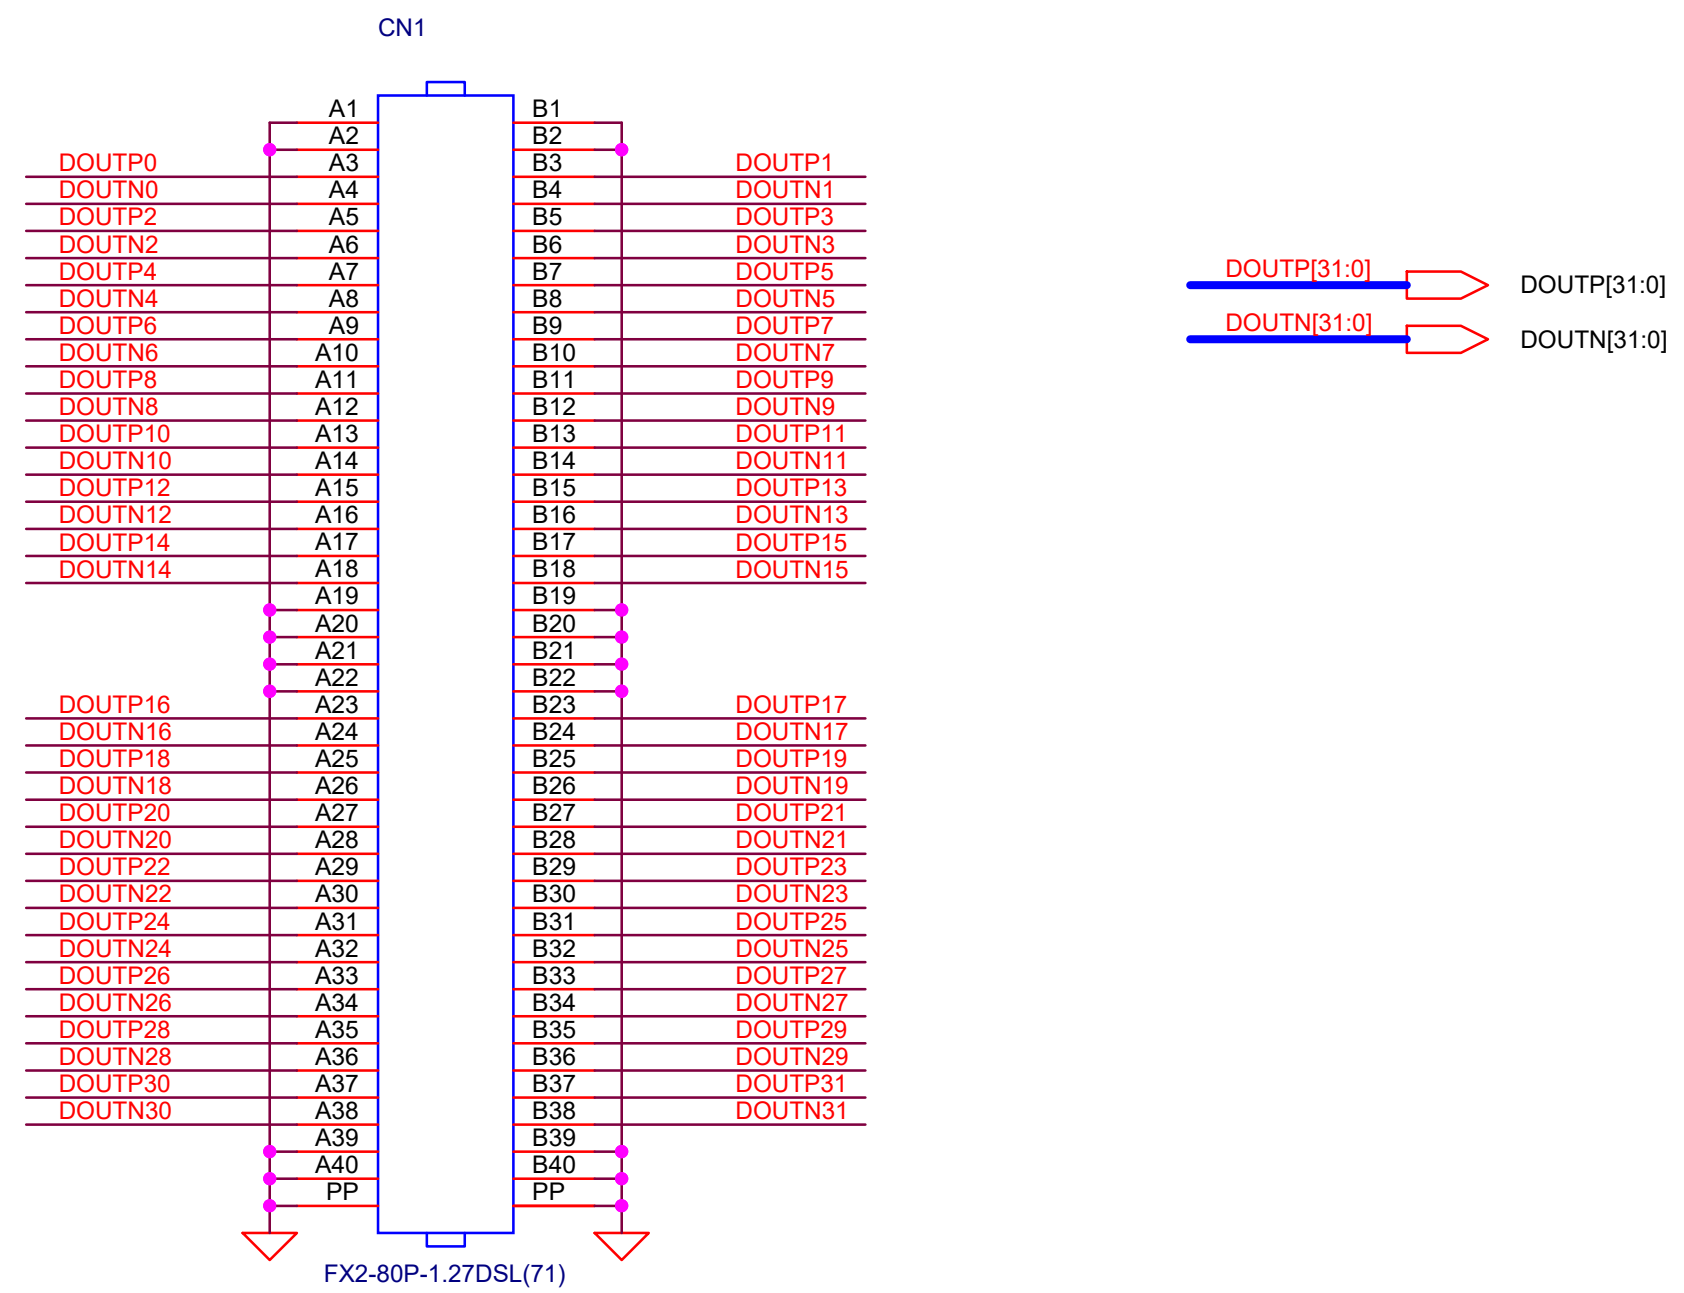 CN1
A1 B1
A2 B2
DOUTP0 A3 B3 DOUTP1
DOUTN0 A4 B4 DOUTN1
DOUTP2 A5 B5 DOUTP3
DOUTN2 A6 B6 DOUTN3
DOUTP4 A7 B7 DOUTP5
DOUTN4 A8 B8 DOUTN5
DOUTP6 A9 B9 DOUTP7
DOUTN6 A10 B10 DOUTN7
DOUTP8 A11 B11 DOUTP9
DOUTN8 A12 B12 DOUTN9
DOUTP10 A13 B13 DOUTP11
DOUTN10 A14 B14 DOUTN11
DOUTP12 A15 B15 DOUTP13
DOUTN12 A16 B16 DOUTN13
DOUTP14 A17 B17 DOUTP15
DOUTN14 A18 B18 DOUTN15
A19 B19
A20 B20
A21 B21
A22 B22
DOUTP16 A23 B23 DOUTP17
DOUTN16 A24 B24 DOUTN17
DOUTP18 A25 B25 DOUTP19
DOUTN18 A26 B26 DOUTN19
DOUTP20 A27 B27 DOUTP21
DOUTN20 A28 B28 DOUTN21
DOUTP22 A29 B29 DOUTP23
DOUTN22 A30 B30 DOUTN23
DOUTP24 A31 B31 DOUTP25
DOUTN24 A32 B32 DOUTN25
DOUTP26 A33 B33 DOUTP27
DOUTN26 A34 B34 DOUTN27
DOUTP28 A35 B35 DOUTP29
DOUTN28 A36 B36 DOUTN29
DOUTP30 A37 B37 DOUTP31
DOUTN30 A38 B38 DOUTN31
A39 B39
A40 B40
PP PP
FX2-80P-1.27DSL(71)
DOUTP[31:0] DOUTP[31:0]
DOUTN[31:0] DOUTN[31:0]